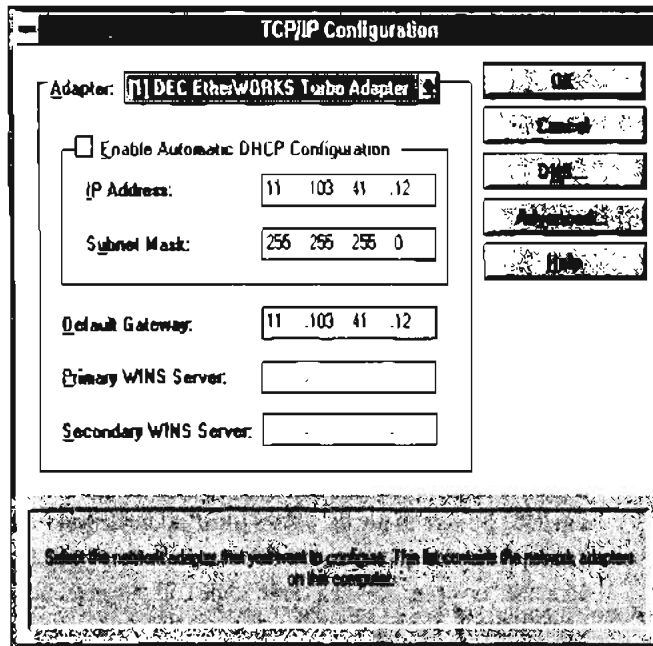 TCP/IP Configuration
Adapter: [1] DEC EtherWORKS Turbo Adapter
OK
Cancel
DNS...
Advanced...
Help
Enable Automatic DHCP Configuration
IP Address: 11 .103 .41 .12
Subnet Mask: 255 255 255 0
Default Gateway: 11 .103 .41 .12
Primary WINS Server:
Secondary WINS Server:
Select the network adapter that you want to configure. This list contains the network adapters
on this computer.